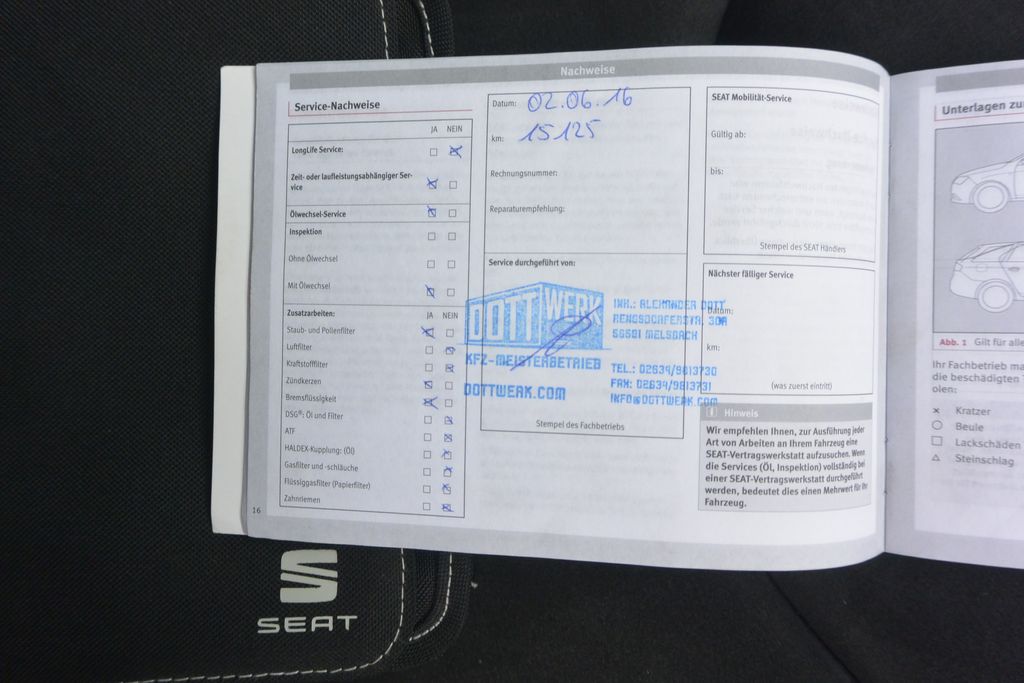 Nachweise
Service-Nachweise
JA NEIN
LongLife Service:
Zeit- oder laufleistungsabhängiger Ser-
vice
Ölwechsel-Service
Inspektion
Ohne Ölwechsel
Mit Ölwechsel
Zusatzarbeiten: JA NEIN
Staub- und Pollenfilter
Luftfilter
Kraftstofffilter
Zündkerzen
Bremsflüssigkeit
DSG®: Öl und Filter
ATF
HALDEX-Kupplung: (Öl)
Gasfilter und -schläuche
Flüssiggasfilter (Papierfilter)
Zahnriemen
16
Datum: 02.06.16
km: 15125
Rechnungsnummer:
Reparaturempfehlung:
Service durchgeführt von:
DOTTWERK
KFZ-MEISTERBETRIEB
DOTTWERK.COM
INH.: ALEXANDER DOTT
RENGSDORFERSTR. 30A
56581 MELSBACH
TEL.: 02634/9813730
FAX: 02634/9813731
INFO@DOTTWERK.COM
Stempel des Fachbetriebs
SEAT Mobilität-Service
Gültig ab:
bis:
Stempel des SEAT Händlers
Nächster fälliger Service
Datum:
km:
(was zuerst eintritt)
i Hinweis
Wir empfehlen Ihnen, zur Ausführung jeder
Art von Arbeiten an Ihrem Fahrzeug eine
SEAT-Vertragswerkstatt aufzusuchen. Wenn
die Services (Öl, Inspektion) vollständig bei
einer SEAT-Vertragswerkstatt durchgeführt
werden, bedeutet dies einen Mehrwert für Ihr
Fahrzeug.
Unterlagen zu
Abb. 1 Gilt für alle
Ihr Fachbetrieb ma
die beschädigten
olen:
× Kratzer
○ Beule
□ Lackschäden
△ Steinschlag
SEAT